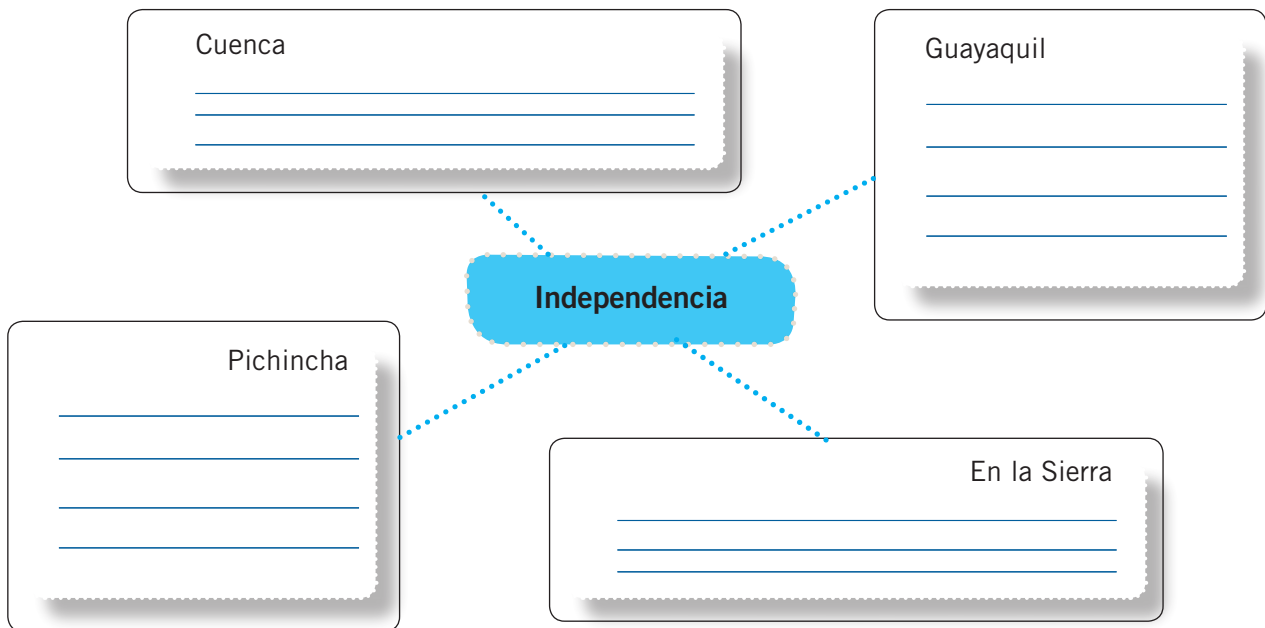 Cuenca
Guayaquil
Independencia
Pichincha
En la Sierra